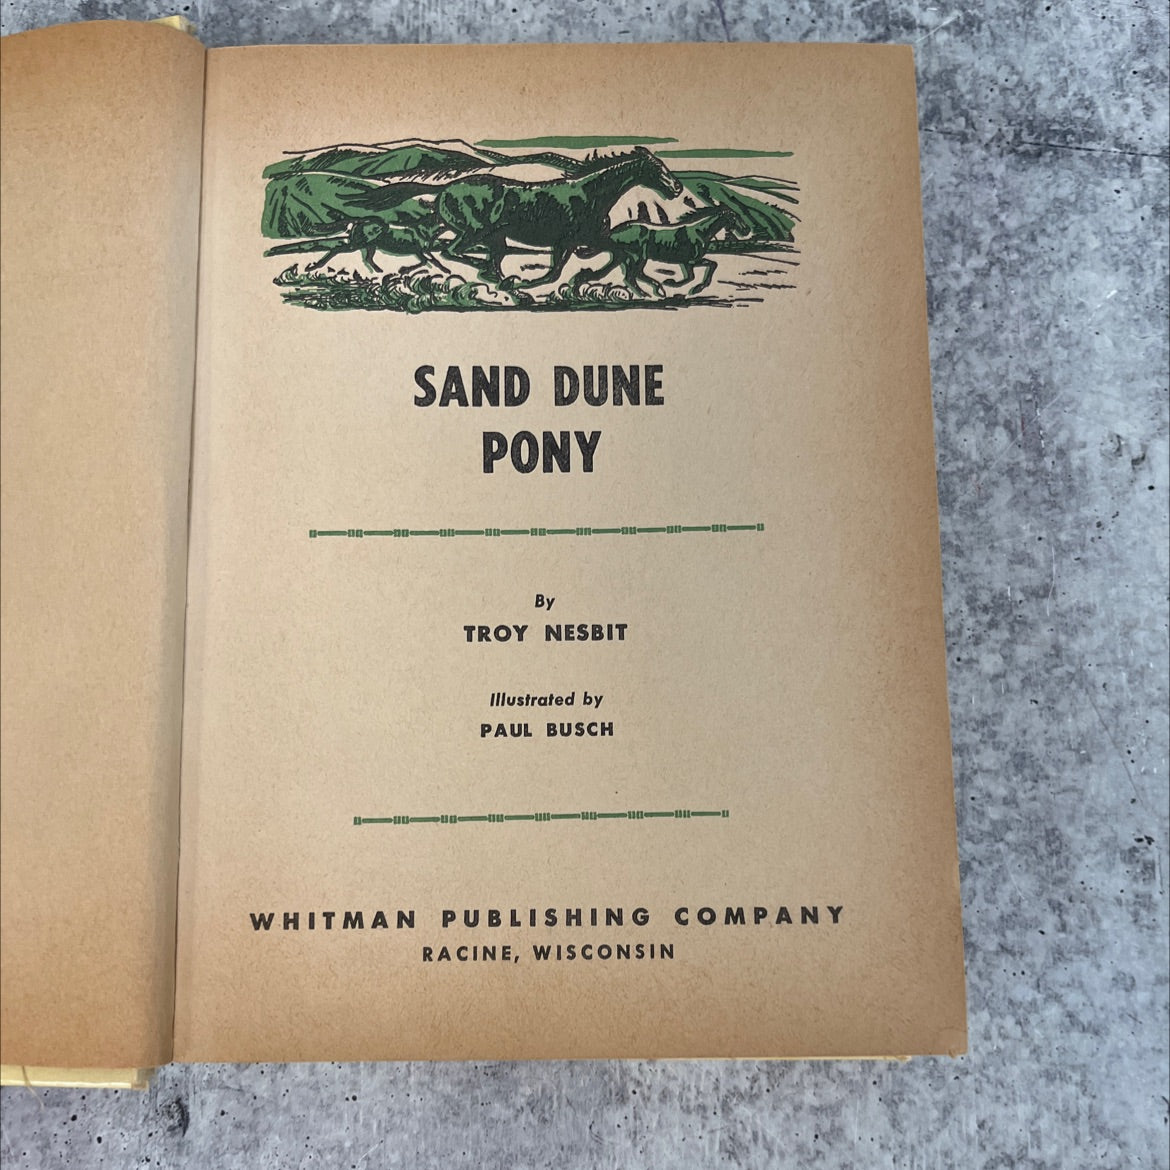 SAND DUNE
PONY
By
TROY NESBIT
Illustrated by
PAUL BUSCH
WHITMAN PUBLISHING COMPANY
RACINE, WISCONSIN